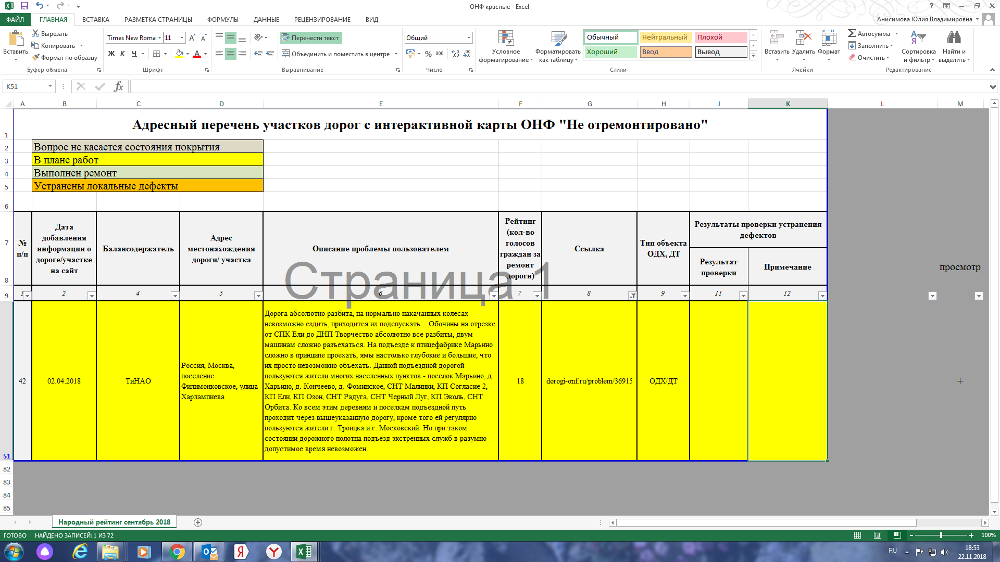 ОНФ красные - Excel
ФАЙЛ ГЛАВНАЯ ВСТАВКА РАЗМЕТКА СТРАНИЦЫ ФОРМУЛЫ ДАННЫЕ РЕЦЕНЗИРОВАНИЕ ВИД Анисимова Юлия Владимировна
Вставить
Вырезать
Копировать
Формат по образцу
Буфер обмена
Times New Roma 11
Ж К Ч
Шрифт
Перенести текст
Объединить и поместить в центре
Выравнивание
Общий
% 000
Число
Условное форматирование
Форматировать как таблицу
Обычный Нейтральный Плохой
Хороший Ввод Вывод
Стили
Вставить Удалить Формат
Ячейки
Автосумма
Заполнить
Очистить
Сортировка и фильтр
Найти и выделить
Редактирование
K51
A B C D E F G H J K L M
1
Адресный перечень участков дорог с интерактивной карты ОНФ "Не отремонтировано"
2 Вопрос не касается состояния покрытия
3 В плане работ
4 Выполнен ремонт
5 Устранены локальные дефекты
6
7
8
№ п/п
Дата добавления информации о дороге/участке на сайт
Балансодержатель
Адрес местонахождения дороги/ участка
Описание проблемы пользователем
Рейтинг (кол-во голосов граждан за ремонт дороги)
Ссылка
Тип объекта ОДХ, ДТ
Результаты проверки устранения дефектов
Результат проверки
Примечание
просмотр
Страница 1
9 1 2 4 5 6 7 8 9 11 12
51
42
02.04.2018
ТиНАО
Россия, Москва,
поселение
Филимонковское, улица
Харлампиева
Дорога абсолютно разбита, на нормально накачанных колесах
невозможно ездить, приходится их подспускать... Обочины на отрезке
от СПК Ели до ДНП Творчество абсолютно все разбиты, двум
машинам сложно разъехаться. На подъезде к птицефабрике Марьино
сложно в принципе проехать, ямы настолько глубокие и большие, что
их просто невозможно объехать. Данной подъездной дорогой
пользуются жители многих населенных пунктов - поселок Марьино, д.
Харьино, д. Кончеево, д. Фоминское, СНТ Малинки, КП Согласие 2,
КП Ели, КП Озон, СНТ Радуга, СНТ Черный Луг, КП Эколь, СНТ
Орбита. Ко всем этим деревням и поселкам подъездной путь
проходит через вышеуказанную дорогу, кроме того ей регулярно
пользуются жители г. Троицка и г. Московский. Но при таком
состоянии дорожного полотна подъезд экстренных служб в разумно
допустимое время невозможен.
18
dorogi-onf.ru/problem/36915
ОДХ/ДТ
+
82
83
84
85
Народный рейтинг сентябрь 2018
ГОТОВО НАЙДЕНО ЗАПИСЕЙ: 1 ИЗ 72 100%
RU 18:53
22.11.2018